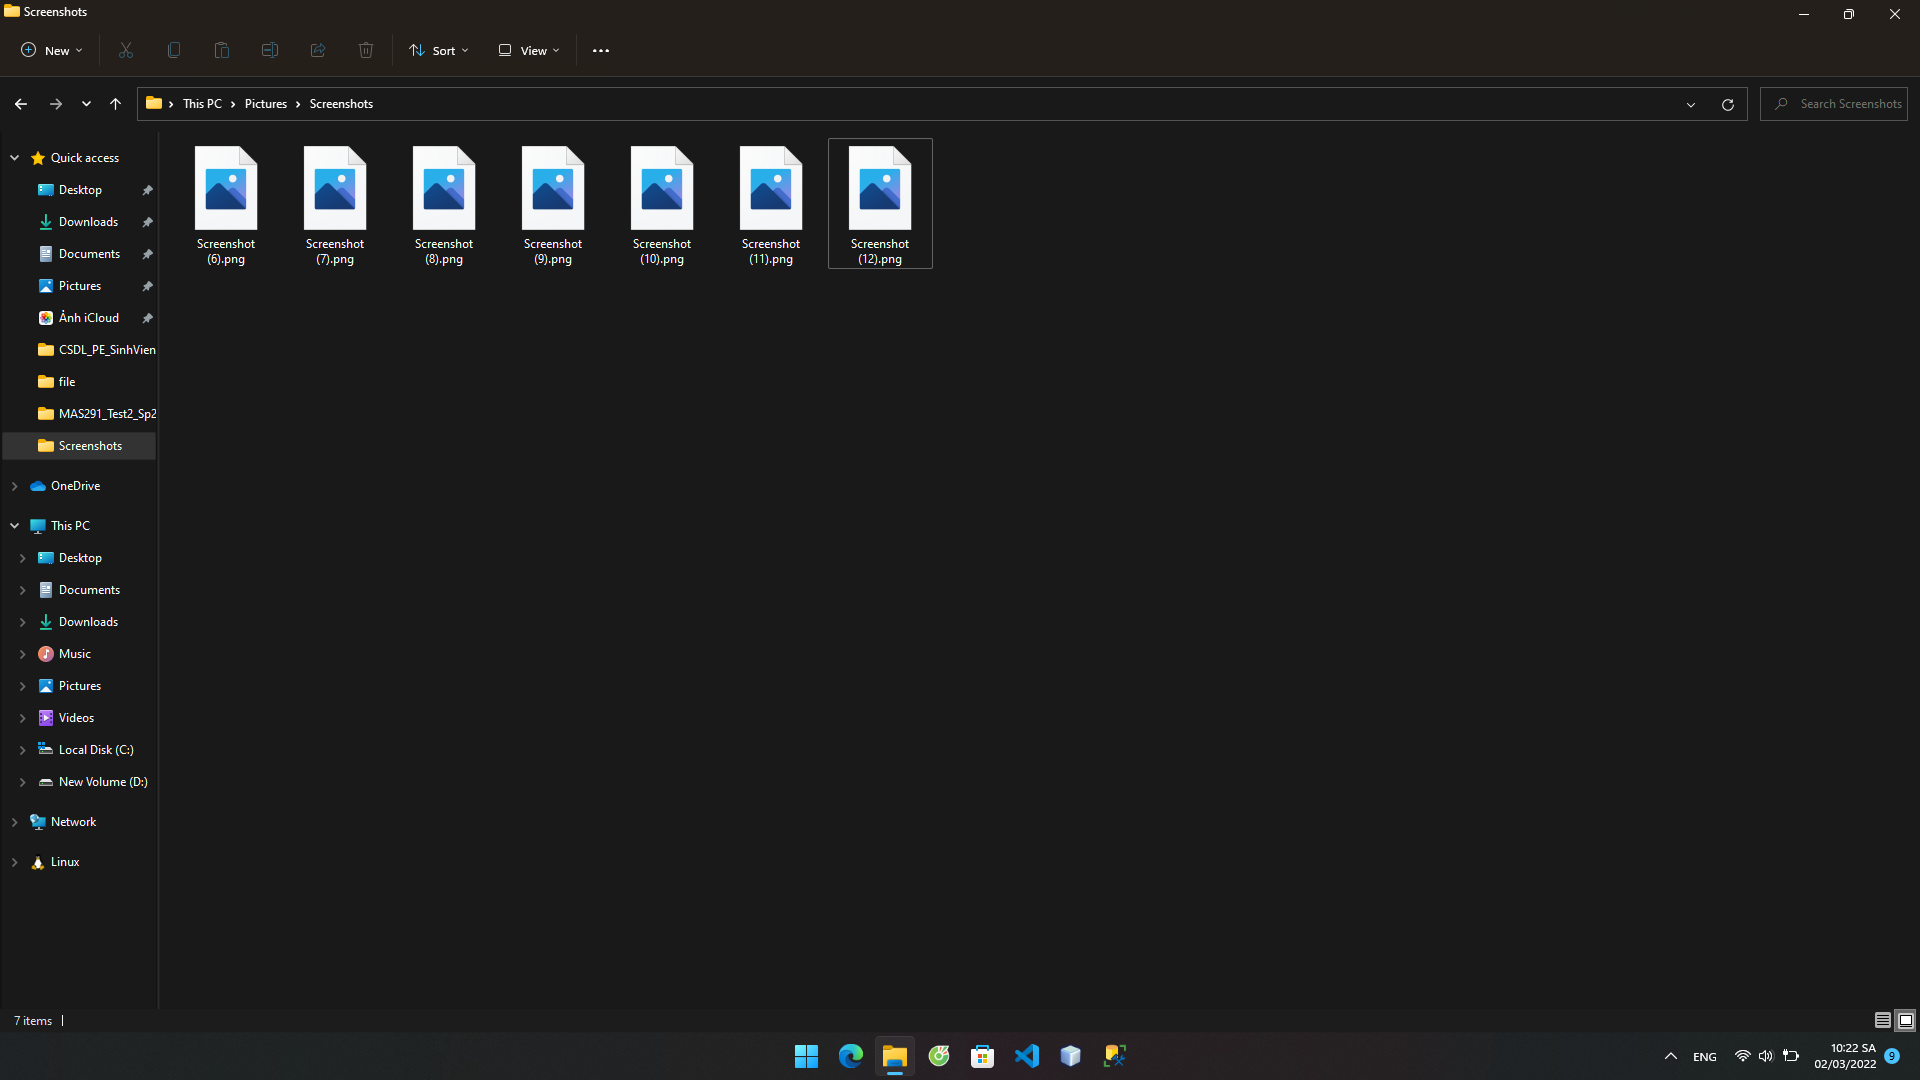 Screenshots
New
Sort
View
This PC
Pictures
Screenshots
Search Screenshots
Quick access
Desktop
Downloads
Documents
Pictures
Ảnh iCloud
CSDL_PE_SinhVien
file
MAS291_Test2_Sp2
Screenshots
OneDrive
This PC
Desktop
Documents
Downloads
Music
Pictures
Videos
Local Disk (C:)
New Volume (D:)
Network
Linux
Screenshot
(6).png
Screenshot
(7).png
Screenshot
(8).png
Screenshot
(9).png
Screenshot
(10).png
Screenshot
(11).png
Screenshot
(12).png
7 items
ENG
10:22 SA
02/03/2022
9